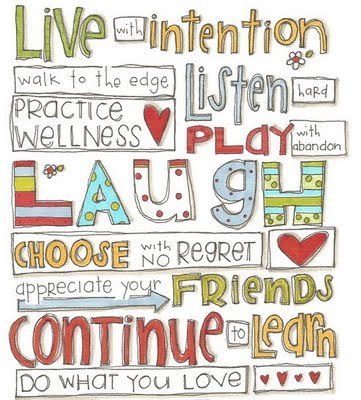 LIVE with intention
walk to the edge Listen hard
PRACTICE WELLNESS PLAY with abandon
LAUGH
CHOOSE with NO REGRET
appreciate your FRIENDS
CONTINUE to Learn
DO WHAT YOU LOVE